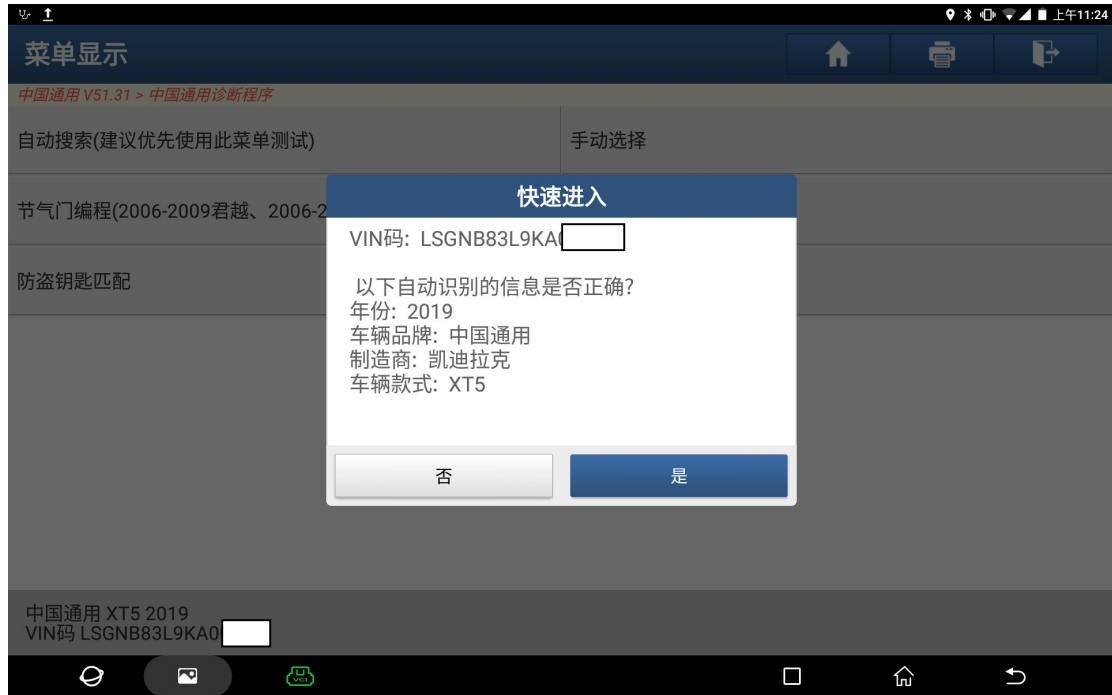 上午11:24
菜单显示
中国通用 V51.31 > 中国通用诊断程序
自动搜索(建议优先使用此菜单测试)
手动选择
节气门编程(2006-2009君越、2006-2
防盗钥匙匹配
快速进入
VIN码: LSGNB83L9KA
以下自动识别的信息是否正确?
年份: 2019
车辆品牌: 中国通用
制造商: 凯迪拉克
车辆款式: XT5
否
是
中国通用 XT5 2019
VIN码 LSGNB83L9KA0
VCI